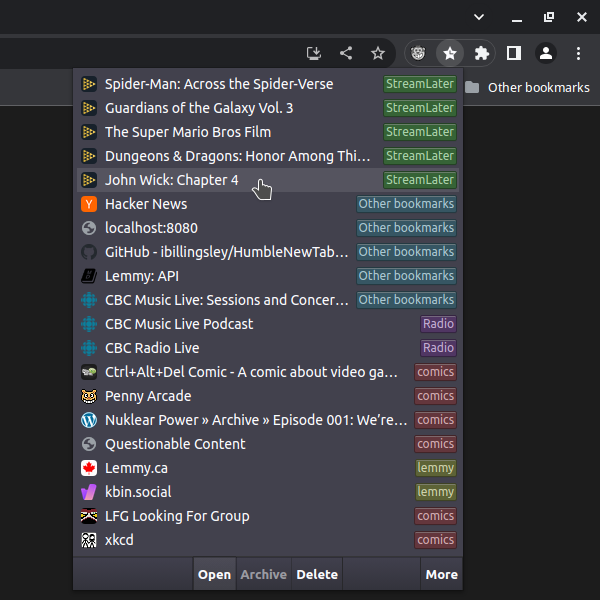 Other bookmarks
Spider-Man: Across the Spider-Verse StreamLater
Guardians of the Galaxy Vol. 3 StreamLater
The Super Mario Bros Film StreamLater
Dungeons & Dragons: Honor Among Thi... StreamLater
John Wick: Chapter 4 StreamLater
Hacker News Other bookmarks
localhost:8080 Other bookmarks
GitHub - ibillingsley/HumbleNewTab... Other bookmarks
Lemmy: API Other bookmarks
CBC Music Live: Sessions and Concer... Other bookmarks
CBC Music Live Podcast Radio
CBC Radio Live Radio
Ctrl+Alt+Del Comic - A comic about video ga... comics
Penny Arcade comics
Nuklear Power » Archive » Episode 001: We're... comics
Questionable Content comics
Lemmy.ca lemmy
kbin.social lemmy
LFG Looking For Group comics
xkcd comics
Open Archive Delete More